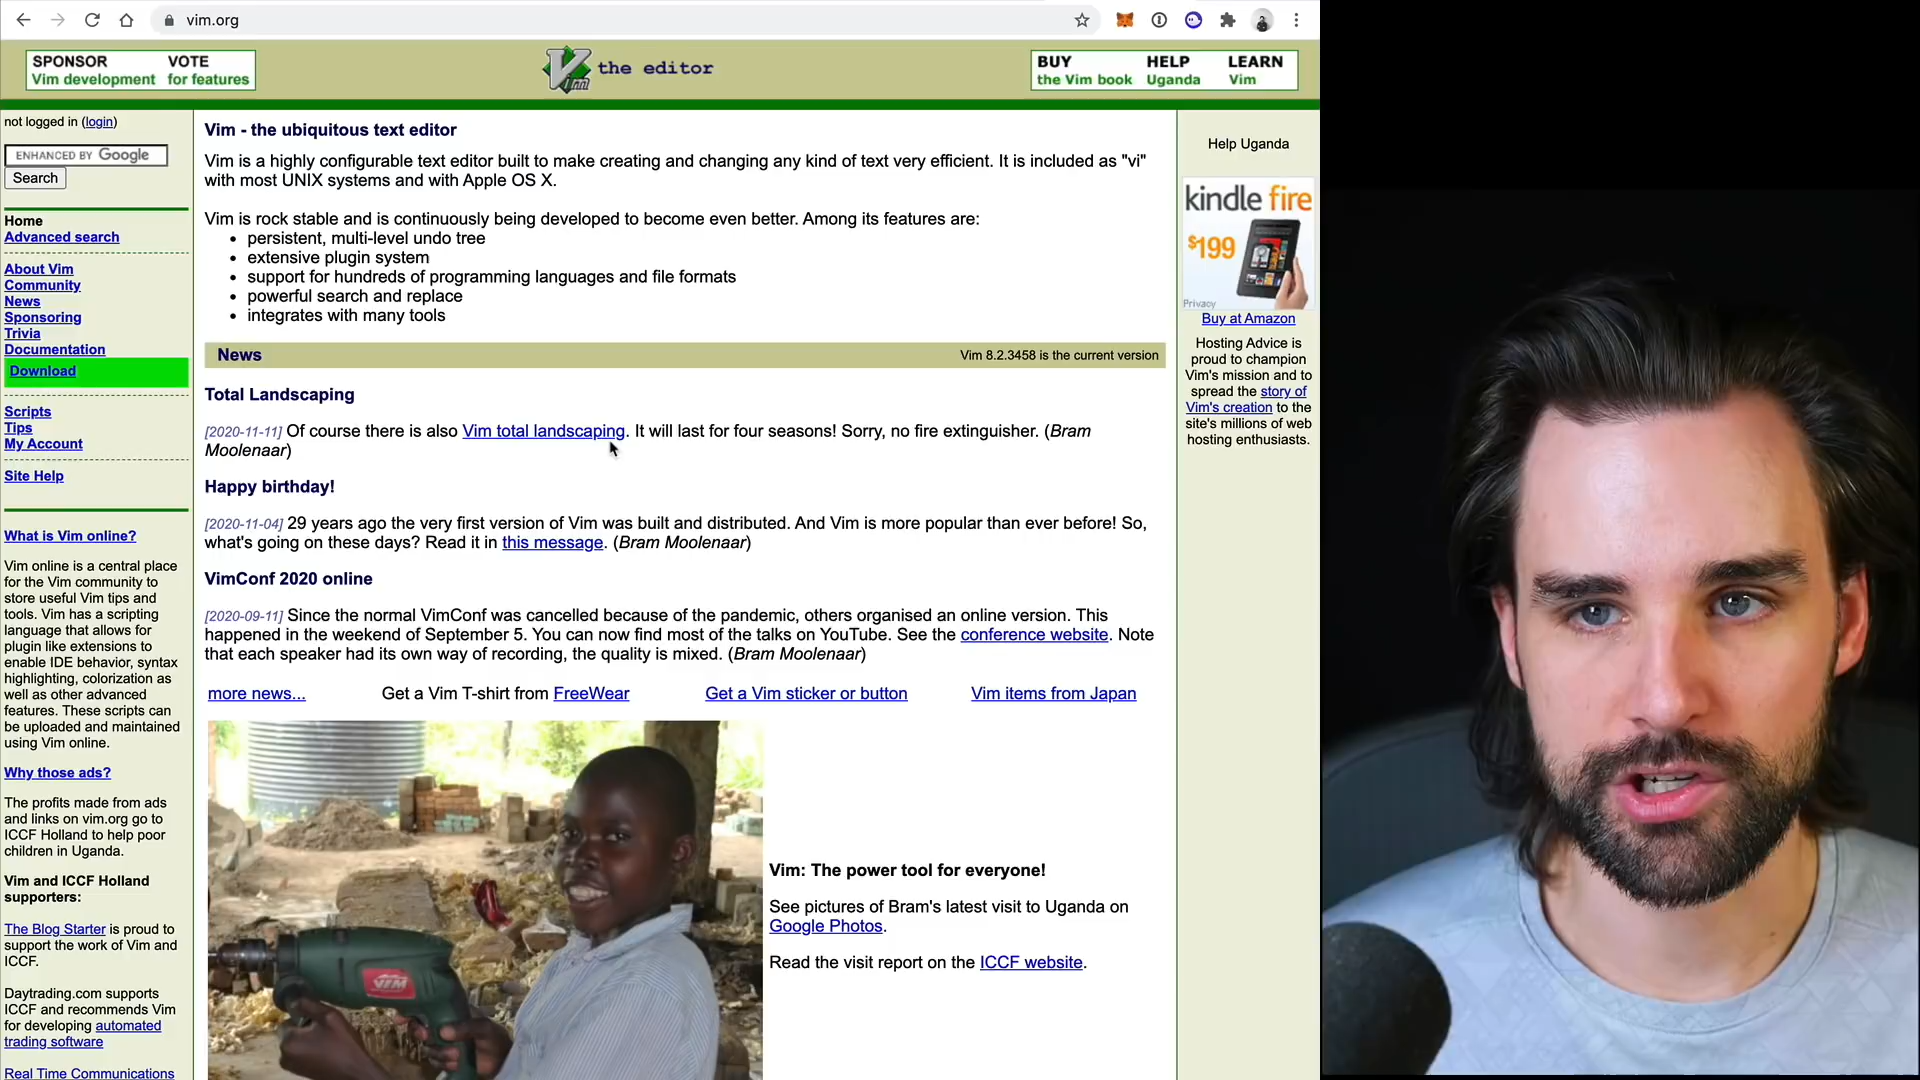 vim.org
SPONSOR VOTE
Vim development for features
Vim the editor
BUY HELP LEARN
the Vim book Uganda Vim
not logged in (login)
ENHANCED BY Google
Search
Home
Advanced search
About Vim
Community
News
Sponsoring
Trivia
Documentation
Download
Scripts
Tips
My Account
Site Help
What is Vim online?
Vim online is a central place
for the Vim community to
store useful Vim tips and
tools. Vim has a scripting
language that allows for
plugin like extensions to
enable IDE behavior, syntax
highlighting, colorization as
well as other advanced
features. These scripts can
be uploaded and maintained
using Vim online.
Why those ads?
The profits made from ads
and links on vim.org go to
ICCF Holland to help poor
children in Uganda.
Vim and ICCF Holland
supporters:
The Blog Starter is proud to
support the work of Vim and
ICCF.
Daytrading.com supports
ICCF and recommends Vim
for developing automated
trading software
Real Time Communications
Vim - the ubiquitous text editor
Vim is a highly configurable text editor built to make creating and changing any kind of text very efficient. It is included as "vi"
with most UNIX systems and with Apple OS X.
Vim is rock stable and is continuously being developed to become even better. Among its features are:
• persistent, multi-level undo tree
• extensive plugin system
• support for hundreds of programming languages and file formats
• powerful search and replace
• integrates with many tools
News Vim 8.2.3458 is the current version
Total Landscaping
[2020-11-11] Of course there is also Vim total landscaping. It will last for four seasons! Sorry, no fire extinguisher. (Bram
Moolenaar)
Happy birthday!
[2020-11-04] 29 years ago the very first version of Vim was built and distributed. And Vim is more popular than ever before! So,
what's going on these days? Read it in this message. (Bram Moolenaar)
VimConf 2020 online
[2020-09-11] Since the normal VimConf was cancelled because of the pandemic, others organised an online version. This
happened in the weekend of September 5. You can now find most of the talks on YouTube. See the conference website. Note
that each speaker had its own way of recording, the quality is mixed. (Bram Moolenaar)
more news... Get a Vim T-shirt from FreeWear Get a Vim sticker or button Vim items from Japan
VIM
Vim: The power tool for everyone!
See pictures of Bram's latest visit to Uganda on
Google Photos.
Read the visit report on the ICCF website.
Help Uganda
kindle fire
$199
Privacy
Buy at Amazon
Hosting Advice is
proud to champion
Vim's mission and to
spread the story of
Vim's creation to the
site's millions of web
hosting enthusiasts.